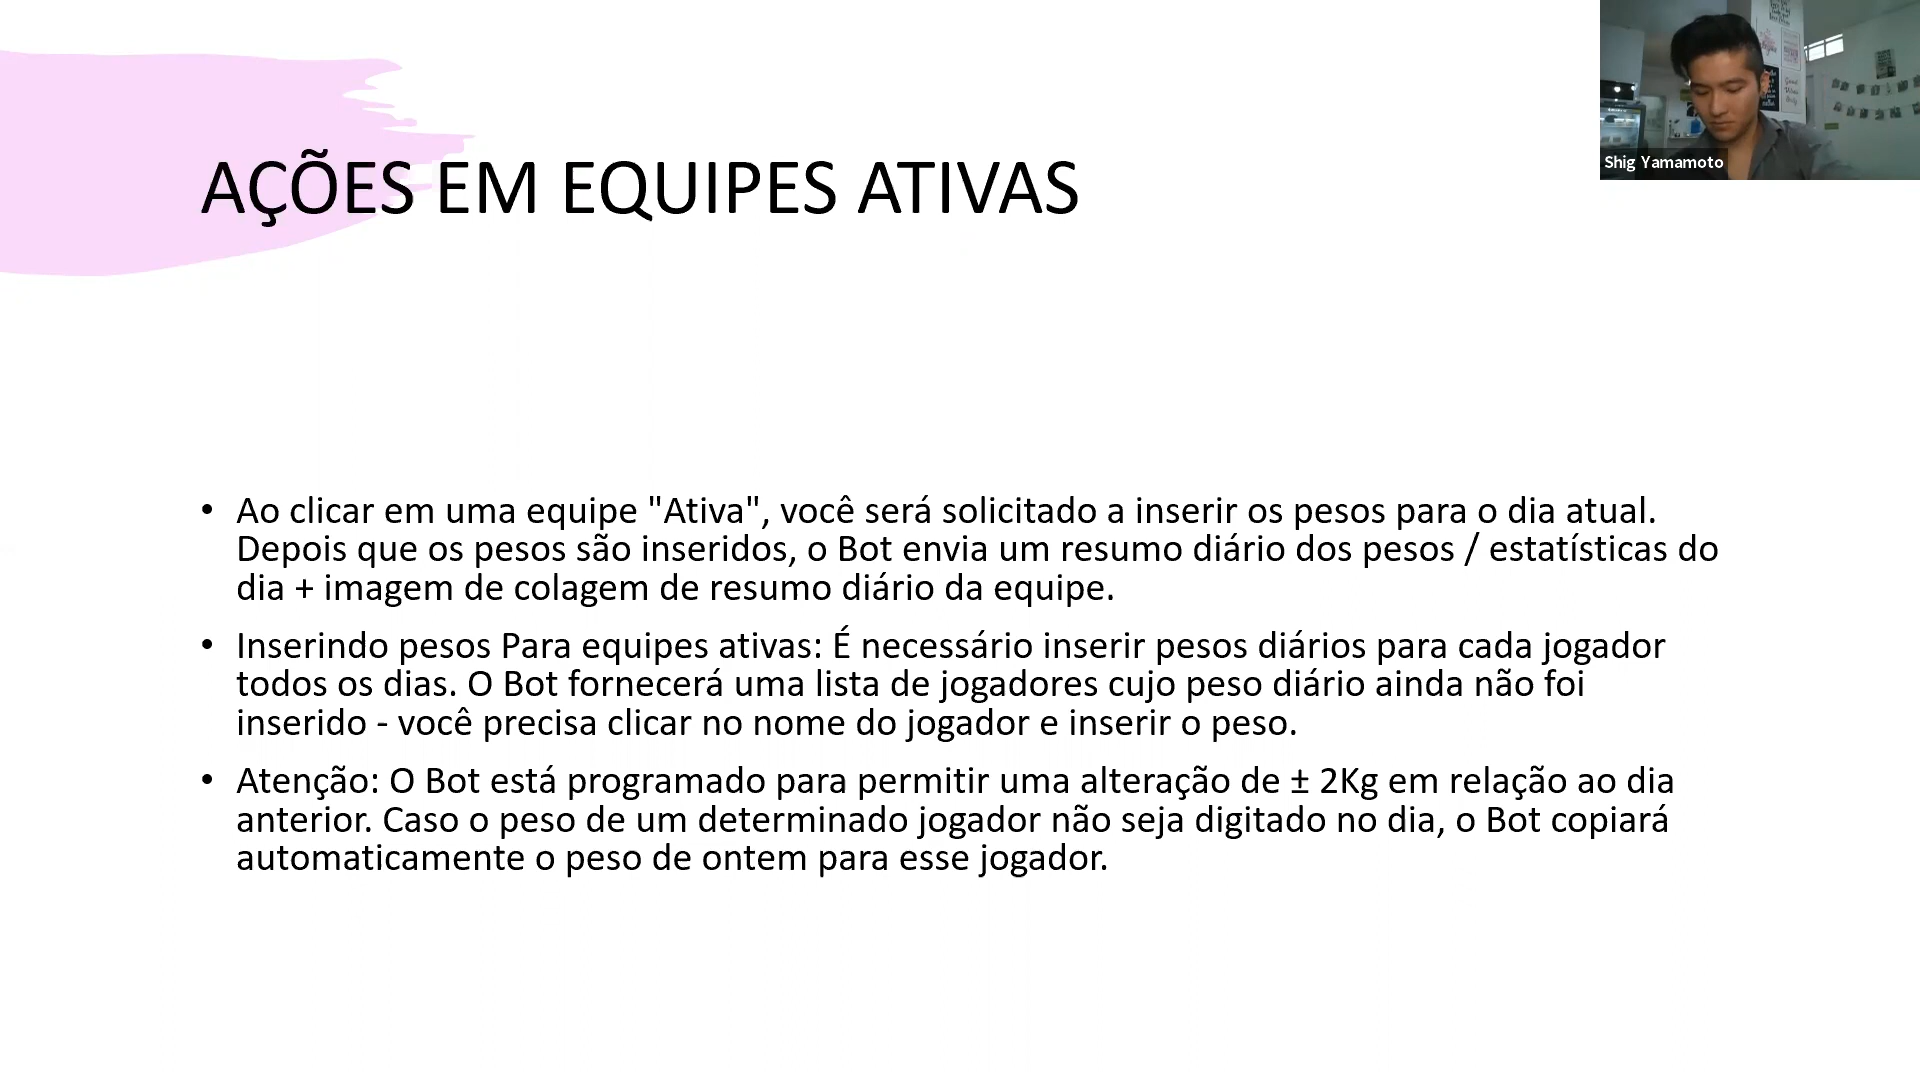 Shig Yamamoto
AÇÕES EM EQUIPES ATIVAS
• Ao clicar em uma equipe "Ativa", você será solicitado a inserir os pesos para o dia atual.
Depois que os pesos são inseridos, o Bot envia um resumo diário dos pesos / estatísticas do
dia + imagem de colagem de resumo diário da equipe.
• Inserindo pesos Para equipes ativas: É necessário inserir pesos diários para cada jogador
todos os dias. O Bot fornecerá uma lista de jogadores cujo peso diário ainda não foi
inserido - você precisa clicar no nome do jogador e inserir o peso.
• Atenção: O Bot está programado para permitir uma alteração de ± 2Kg em relação ao dia
anterior. Caso o peso de um determinado jogador não seja digitado no dia, o Bot copiará
automaticamente o peso de ontem para esse jogador.